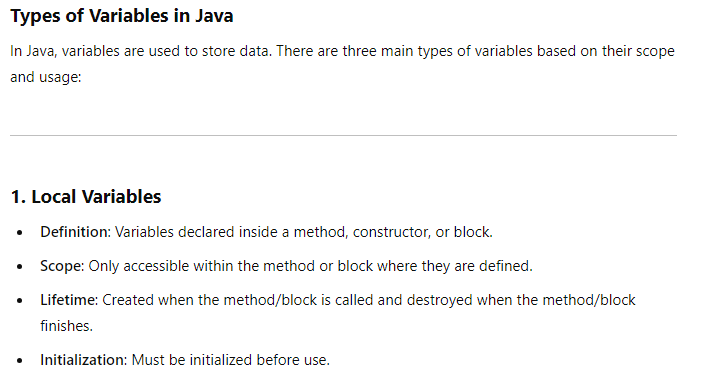 Types of Variables in Java
In Java, variables are used to store data. There are three main types of variables based on their scope
and usage:
1. Local Variables
• Definition: Variables declared inside a method, constructor, or block.
• Scope: Only accessible within the method or block where they are defined.
• Lifetime: Created when the method/block is called and destroyed when the method/block
finishes.
• Initialization: Must be initialized before use.